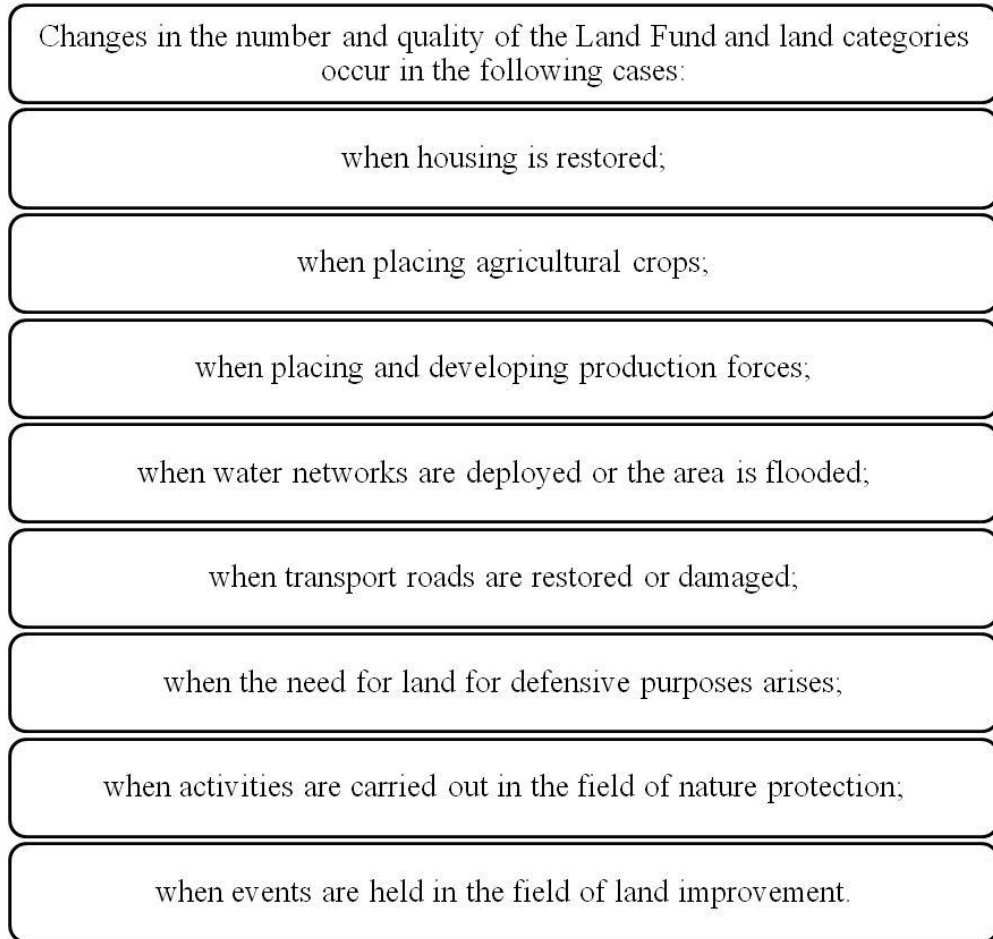 Changes in the number and quality of the Land Fund and land categories
occur in the following cases:
when housing is restored;
when placing agricultural crops;
when placing and developing production forces;
when water networks are deployed or the area is flooded;
when transport roads are restored or damaged;
when the need for land for defensive purposes arises;
when activities are carried out in the field of nature protection;
when events are held in the field of land improvement.